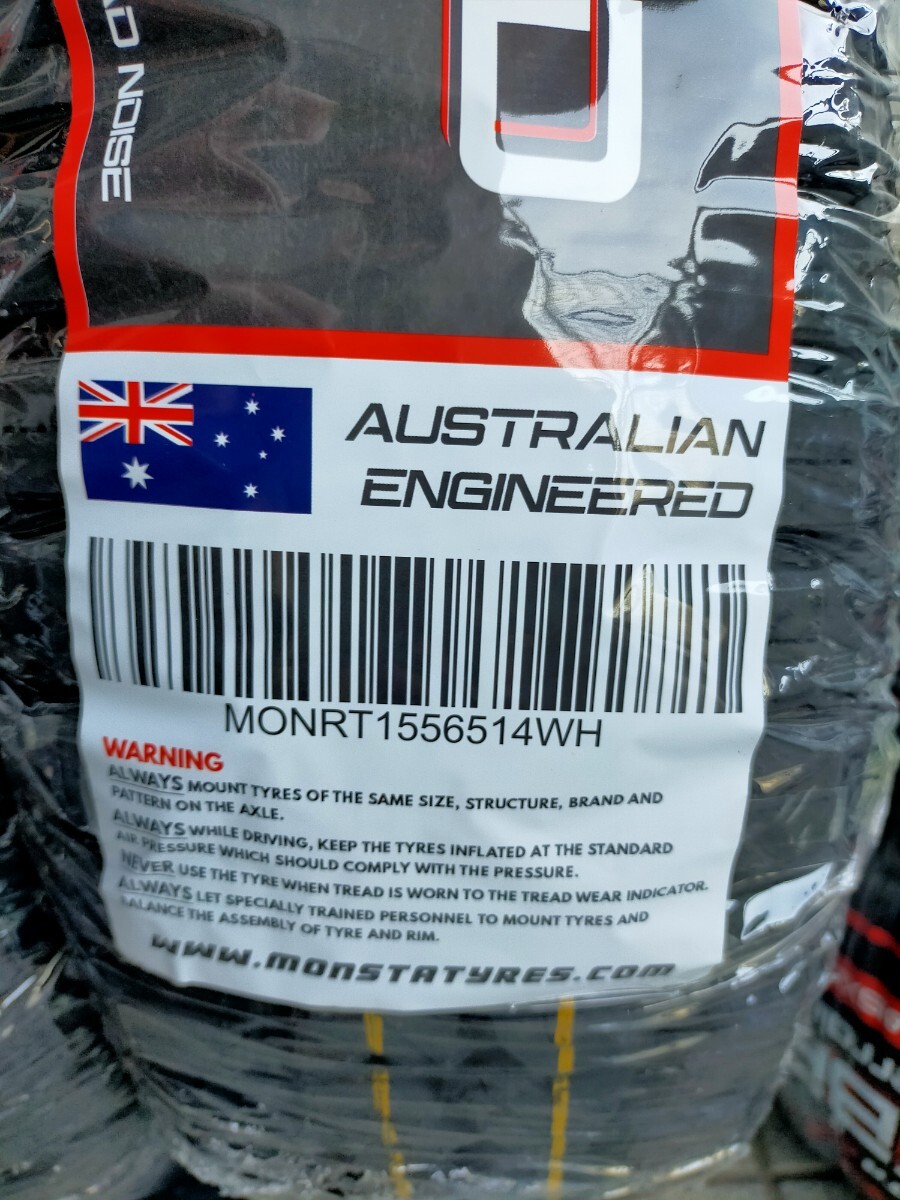 NOISE
AUSTRALIAN
ENGINEERED
MONRT1556514WH
WARNING
ALWAYS MOUNT TYRES OF THE SAME SIZE, STRUCTURE, BRAND AND
PATTERN ON THE AXLE.
ALWAYS WHILE DRIVING, KEEP THE TYRES INFLATED AT THE STANDARD
AIR PRESSURE WHICH SHOULD COMPLY WITH THE PRESSURE.
NEVER USE THE TYRE WHEN TREAD IS WORN TO THE TREAD WEAR INDICATOR.
ALWAYS LET SPECIALLY TRAINED PERSONNEL TO MOUNT TYRES AND
BALANCE THE ASSEMBLY OF TYRE AND RIM.
WWW.MONSTATYRES.COM